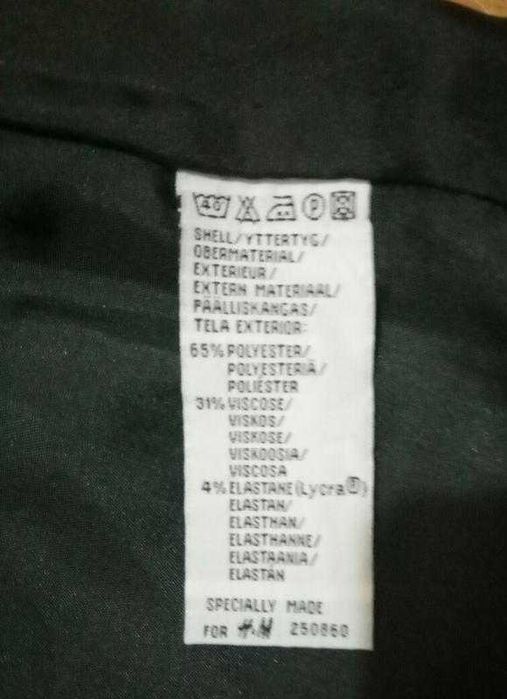 40 P
SHELL/YTTERTYG/
OBERMATERIAL/
EXTERIEUR/
EXTERN MATERIAAL/
PÄÄLLISKANGAS/
TELA EXTERIOR:
65% POLYESTER/
POLYESTERIÄ/
POLIÉSTER
31% VISCOSE/
VISKOS/
VISKOSE/
VISKOOSIA/
VISCOSA
4% ELASTANE(Lycra®)
ELASTAN/
ELASTHAN/
ELASTHANNE/
ELASTAANIA/
ELASTÁN
SPECIALLY MADE
FOR H&M 250860